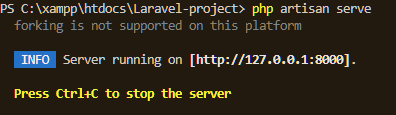 PS C:\xampp\htdocs\Laravel-project> php artisan serve
forking is not supported on this platform
INFO Server running on [http://127.0.0.1:8000].
Press Ctrl+C to stop the server